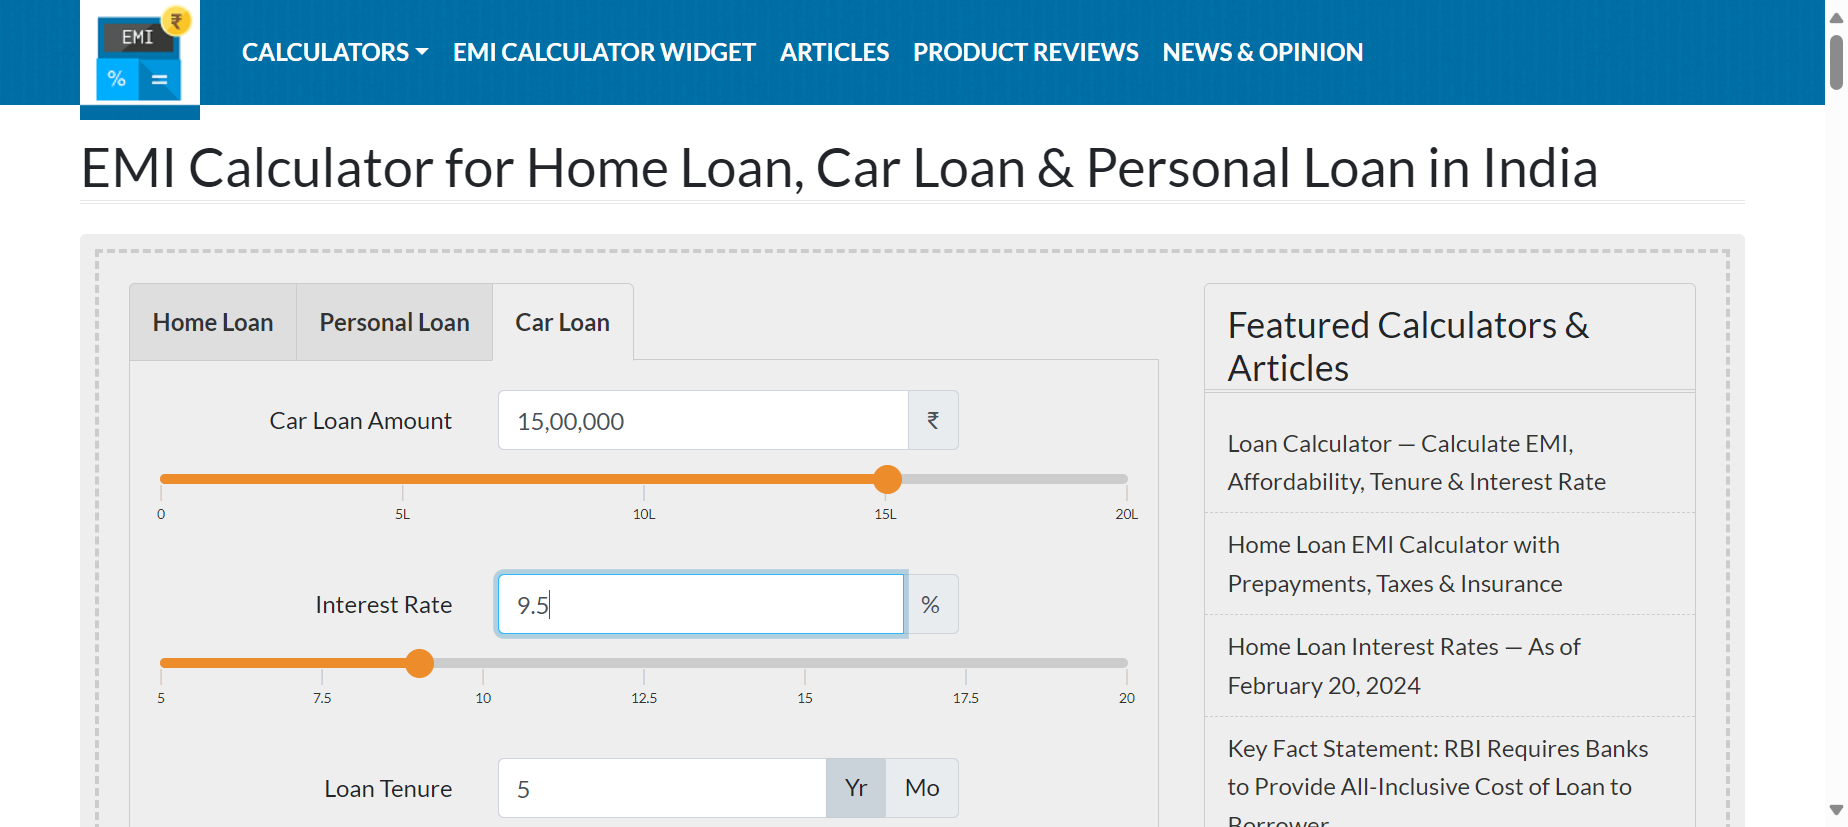 EMI
₹
%
=
CALCULATORS
EMI CALCULATOR WIDGET
ARTICLES
PRODUCT REVIEWS
NEWS & OPINION
EMI Calculator for Home Loan, Car Loan & Personal Loan in India
Home Loan
Personal Loan
Car Loan
Car Loan Amount
15,00,000
₹
0
5L
10L
15L
20L
Interest Rate
9.5
%
5
7.5
10
12.5
15
17.5
20
Loan Tenure
5
Yr
Mo
Featured Calculators &
Articles
Loan Calculator — Calculate EMI,
Affordability, Tenure & Interest Rate
Home Loan EMI Calculator with
Prepayments, Taxes & Insurance
Home Loan Interest Rates — As of
February 20, 2024
Key Fact Statement: RBI Requires Banks
to Provide All-Inclusive Cost of Loan to
Borrower